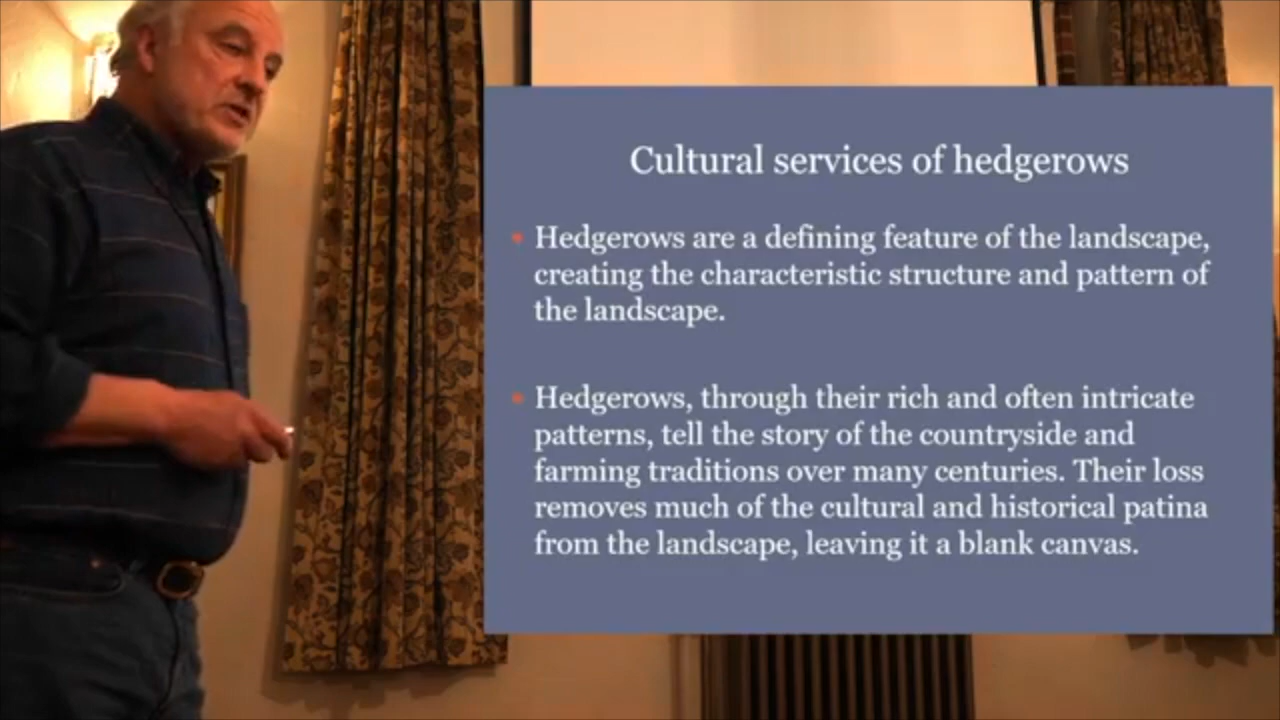 Cultural services of hedgerows
• Hedgerows are a defining feature of the landscape,
creating the characteristic structure and pattern of
the landscape.
• Hedgerows, through their rich and often intricate
patterns, tell the story of the countryside and
farming traditions over many centuries. Their loss
removes much of the cultural and historical patina
from the landscape, leaving it a blank canvas.